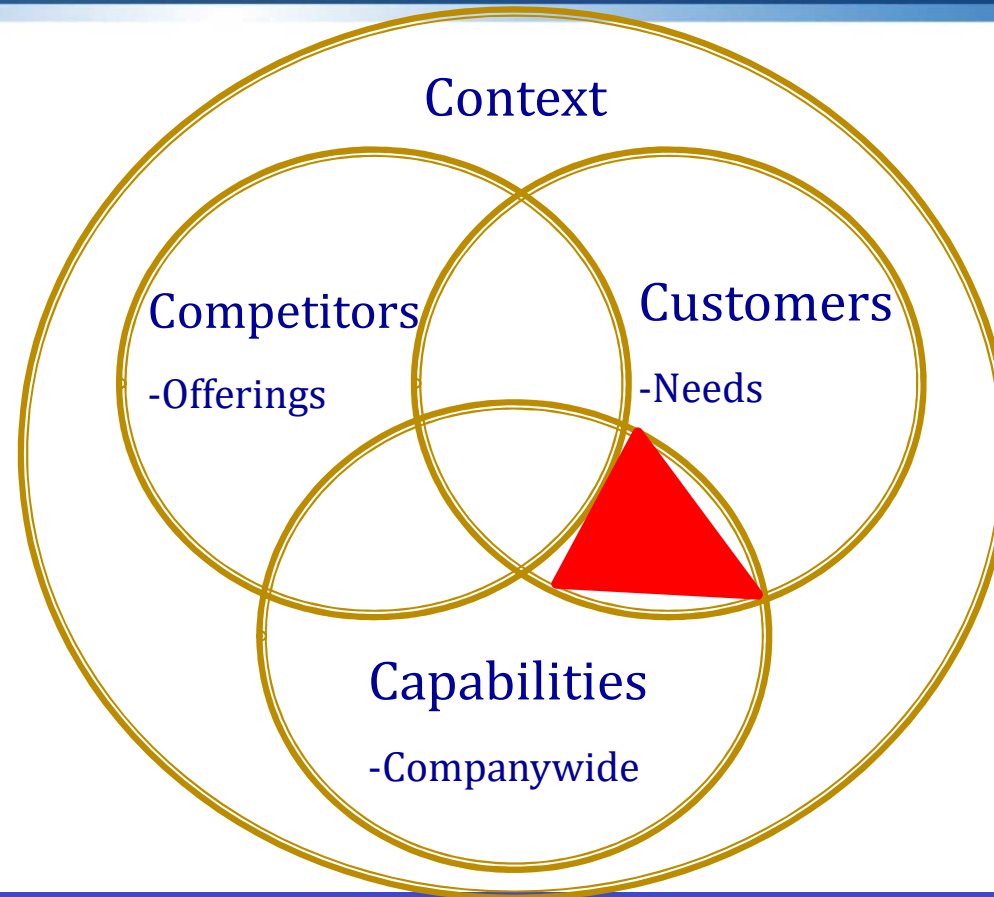 Context
Competitors
-Offerings
Customers
-Needs
Capabilities
-Companywide